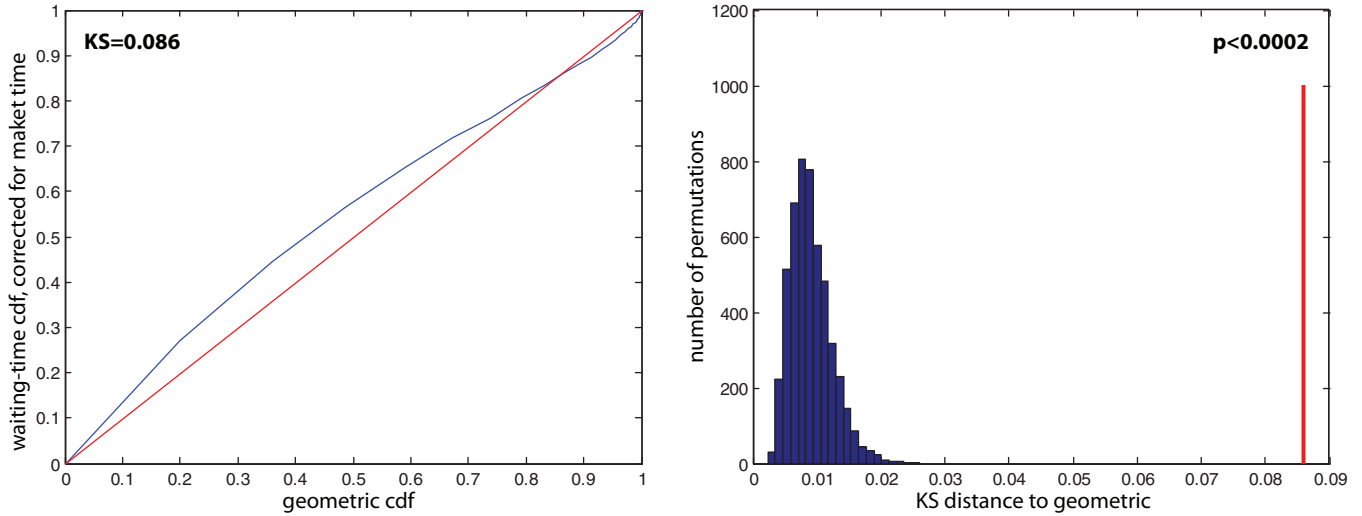 KS=0.086
1
0.9
0.8
0.7
0.6
0.5
0.4
0.3
0.2
0.1
0
waiting-time cdf, corrected for maket time
0 0.1 0.2 0.3 0.4 0.5 0.6 0.7 0.8 0.9 1
geometric cdf
p<0.0002
1200
1000
800
600
400
200
0
number of permutations
0 0.01 0.02 0.03 0.04 0.05 0.06 0.07 0.08 0.09
KS distance to geometric